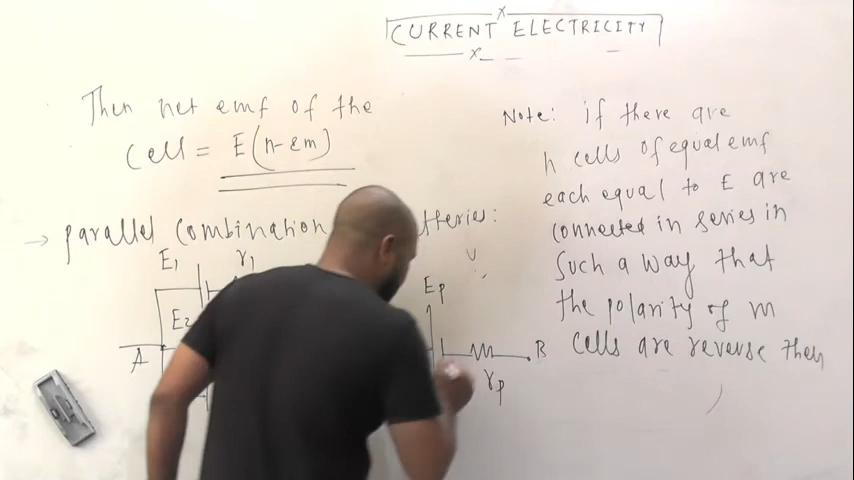 CURRENT ELECTRICITY
Then net emf of the
Cell = E(n-2m)
Note: if there are
n cells of equal emf
each equal to E are
connected in series in
such a way that
the polarity of m
cells are reverse then
→ parallel combination tteries:
E1 r1
E2
A
Ep
B
rp